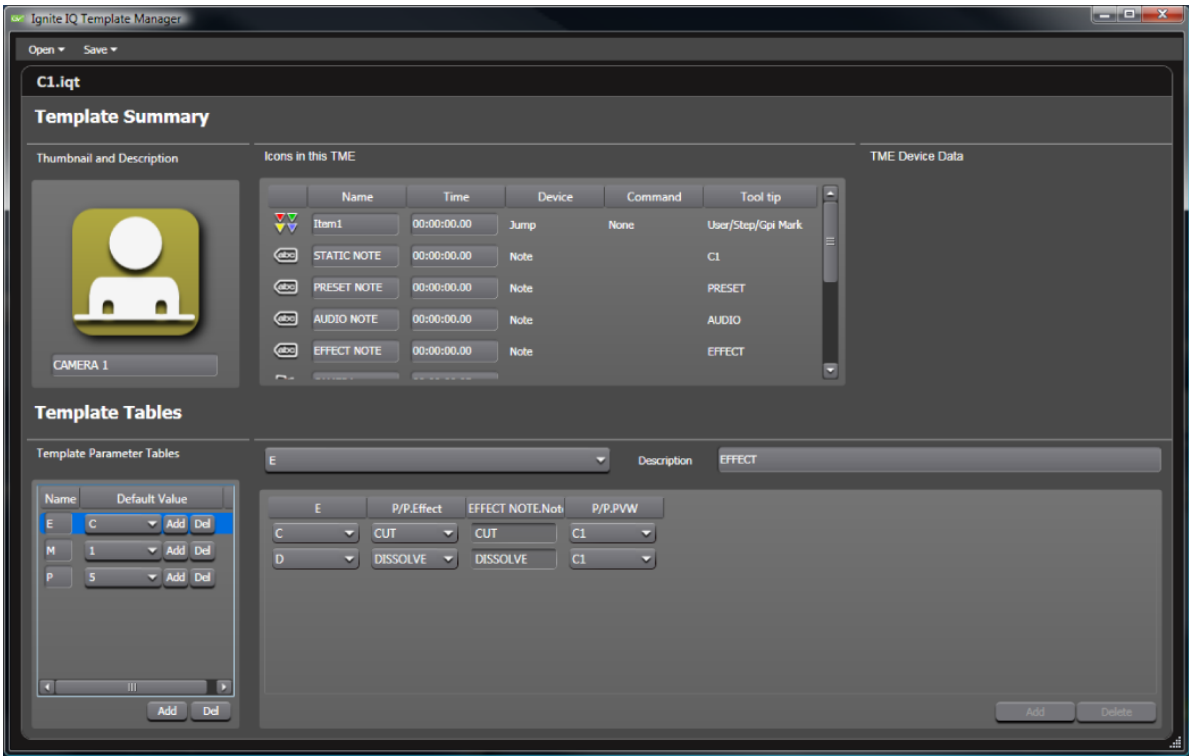 Ignite IQ Template Manager
Open Save
C1.iqt
Template Summary
Thumbnail and Description
Icons in this TME
TME Device Data
Name Time Device Command Tool tip
Item1 00:00:00.00 Jump None User/Step/Gpi Mark
abc STATIC NOTE 00:00:00.00 Note C1
abc PRESET NOTE 00:00:00.00 Note PRESET
abc AUDIO NOTE 00:00:00.00 Note AUDIO
abc EFFECT NOTE 00:00:00.00 Note EFFECT
CAMERA 1
Template Tables
Template Parameter Tables
E Description EFFECT
Name Default Value
E C Add Del
M 1 Add Del
P 5 Add Del
Add Del
E P/P.Effect EFFECT NOTE.Not P/P.PVW
C CUT CUT C1
D DISSOLVE DISSOLVE C1
Add Delete